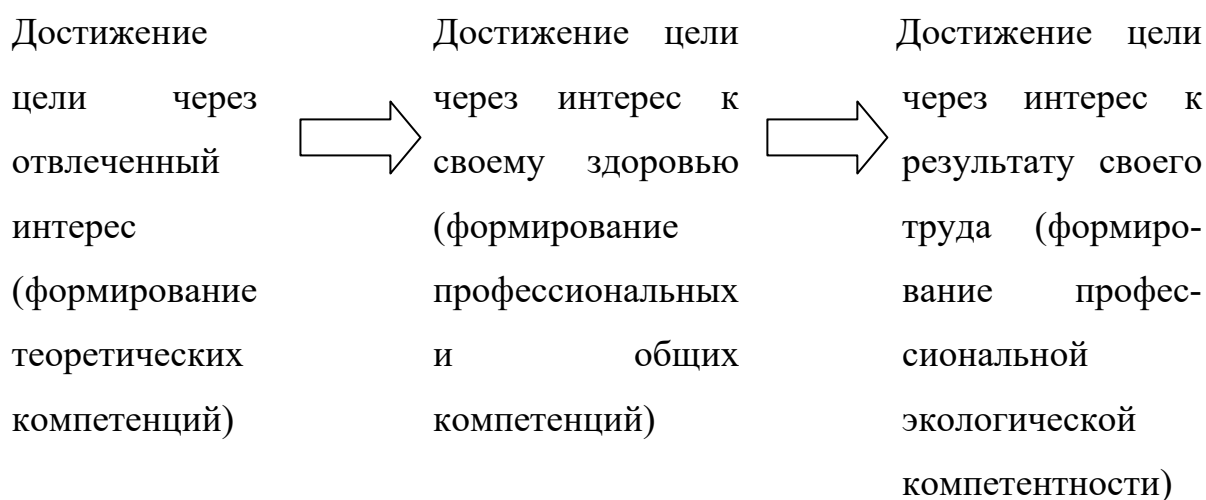 Достижение
цели через
отвлеченный
интерес
(формирование
теоретических
компетенций)
Достижение цели
через интерес к
своему здоровью
(формирование
профессиональных
и общих
компетенций)
Достижение цели
через интерес к
результату своего
труда (формиро-
вание профес-
сиональной
экологической
компетентности)